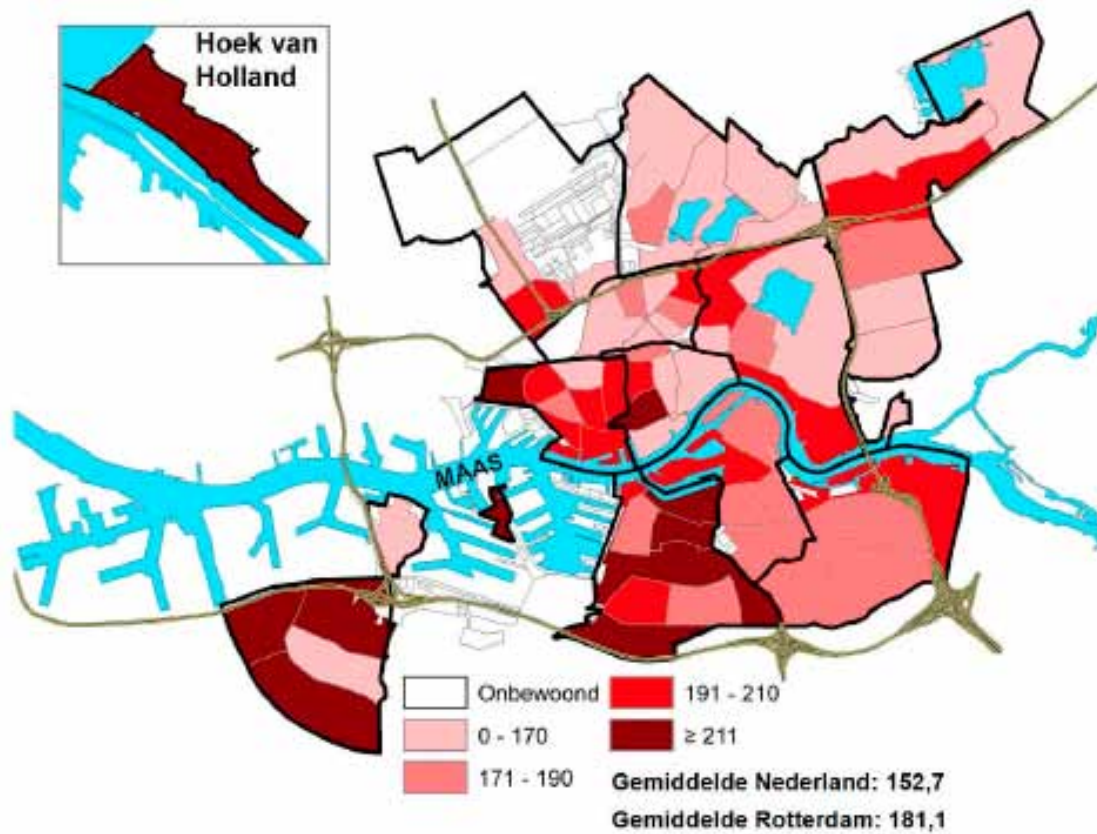 Hoek van
Holland
MAAS
Onbewoond
0 - 170
171 - 190
191 - 210
≥ 211
Gemiddelde Nederland: 152,7
Gemiddelde Rotterdam: 181,1